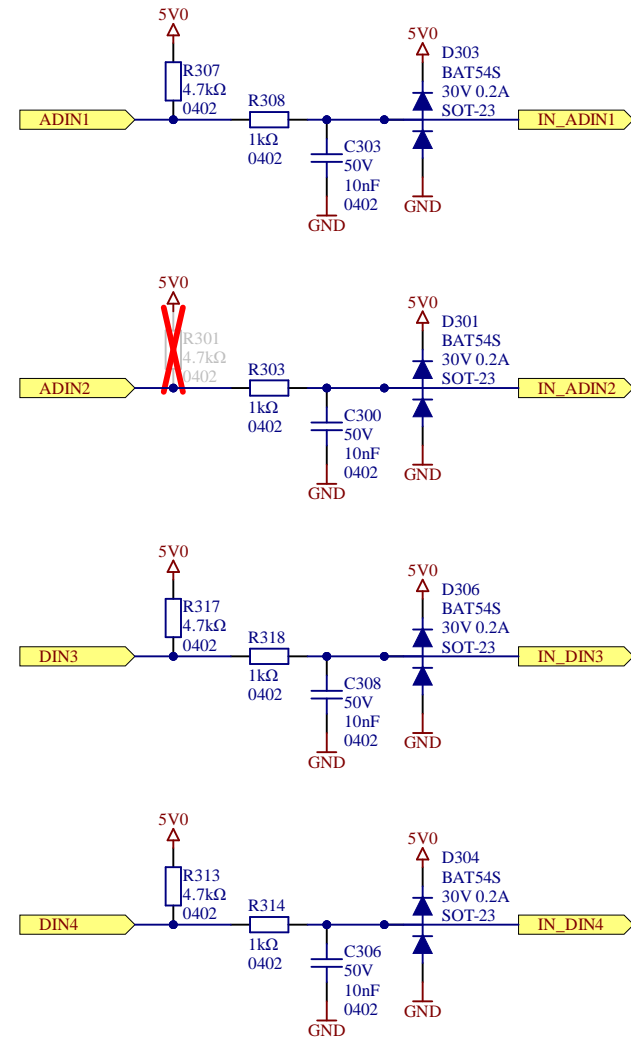 5V0
5V0
D303
BAT54S
30V 0.2A
SOT-23
R307
4.7kΩ
0402
ADIN1
R308
1kΩ
0402
C303
50V
10nF
0402
IN_ADIN1
GND
GND
5V0
5V0
D301
BAT54S
30V 0.2A
SOT-23
R301
4.7kΩ
0402
ADIN2
R303
1kΩ
0402
C300
50V
10nF
0402
IN_ADIN2
GND
GND
5V0
5V0
D306
BAT54S
30V 0.2A
SOT-23
R317
4.7kΩ
0402
DIN3
R318
1kΩ
0402
C308
50V
10nF
0402
IN_DIN3
GND
GND
5V0
5V0
D304
BAT54S
30V 0.2A
SOT-23
R313
4.7kΩ
0402
DIN4
R314
1kΩ
0402
C306
50V
10nF
0402
IN_DIN4
GND
GND